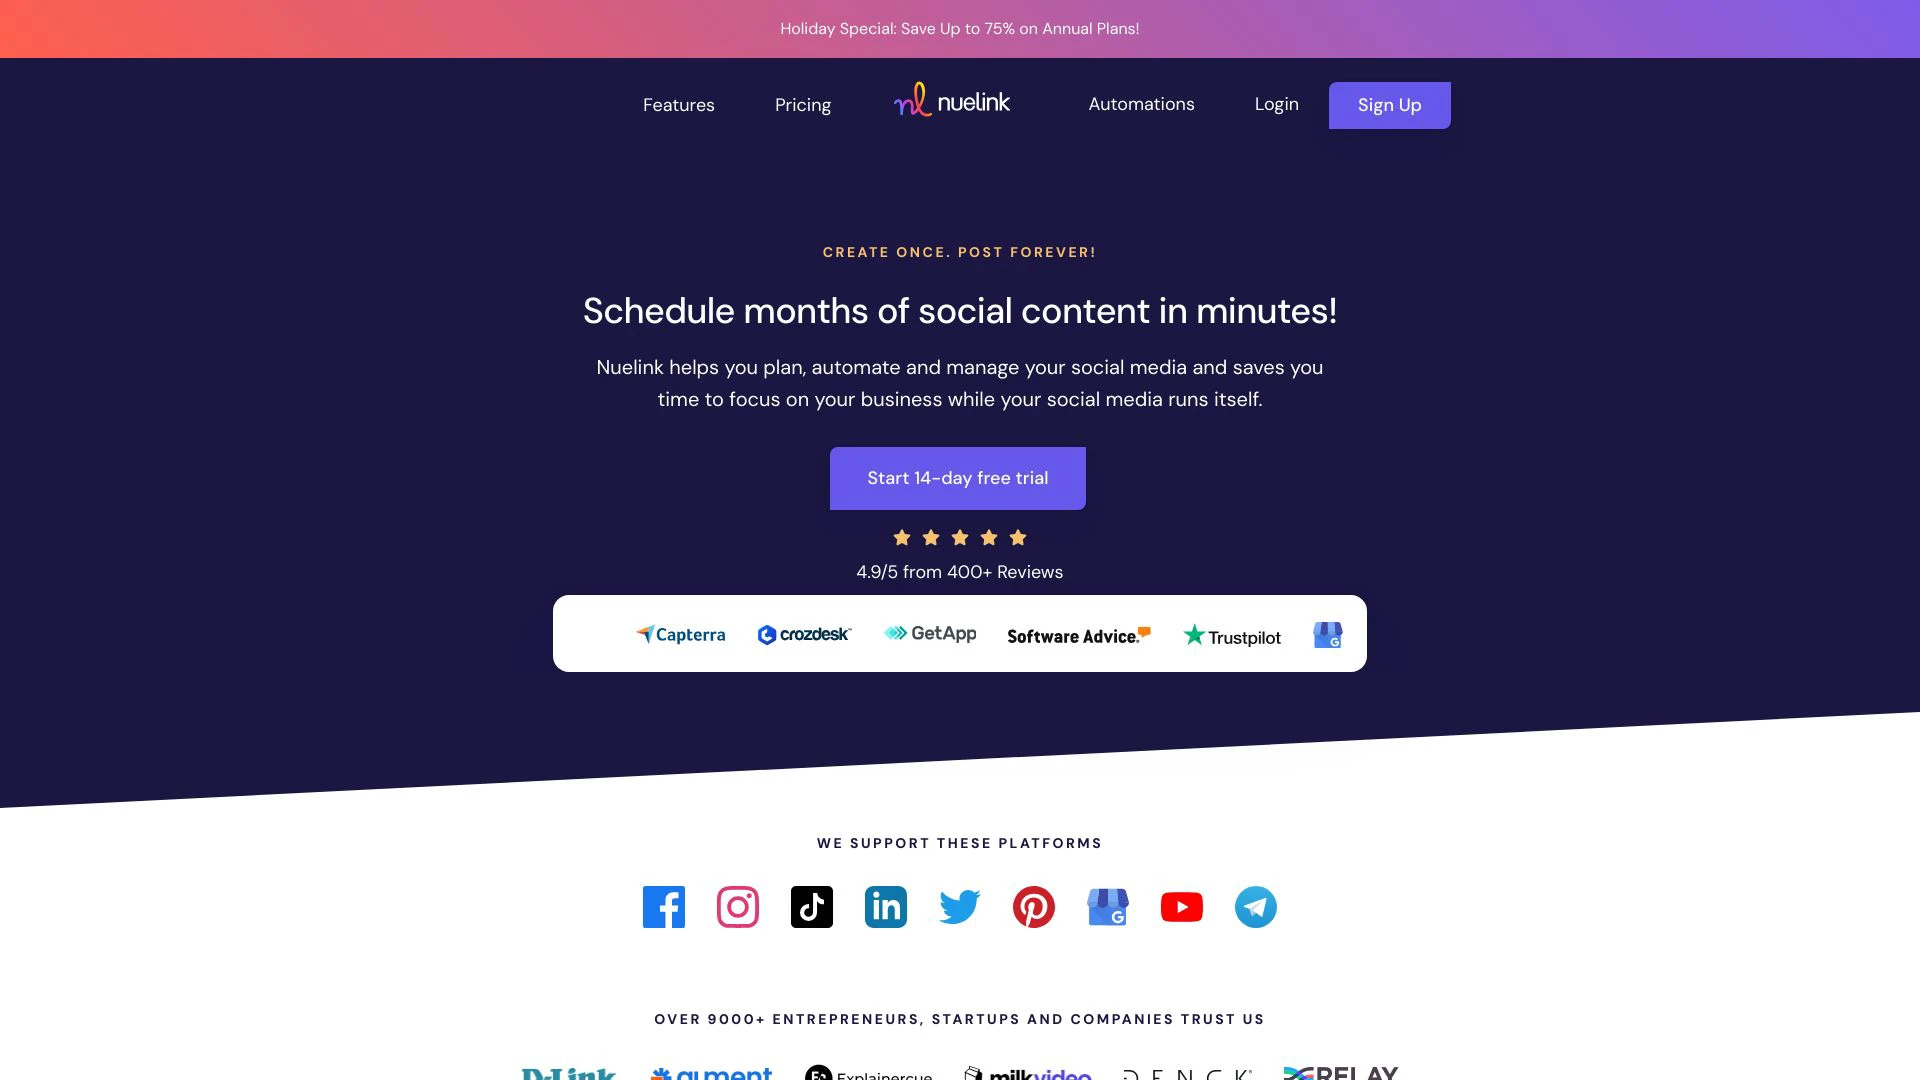 Holiday Special: Save Up to 75% on Annual Plans!
Features
Pricing
nl nuelink
Automations
Login
Sign Up
CREATE ONCE. POST FOREVER!
Schedule months of social content in minutes!
Nuelink helps you plan, automate and manage your social media and saves you
time to focus on your business while your social media runs itself.
Start 14-day free trial
4.9/5 from 400+ Reviews
Capterra
crozdesk™
GetApp
Software Advice.
Trustpilot
G
WE SUPPORT THESE PLATFORMS
in
G
OVER 9000+ ENTREPRENEURS, STARTUPS AND COMPANIES TRUST US
D-Link
Explainercue
milkvideo
RELAY